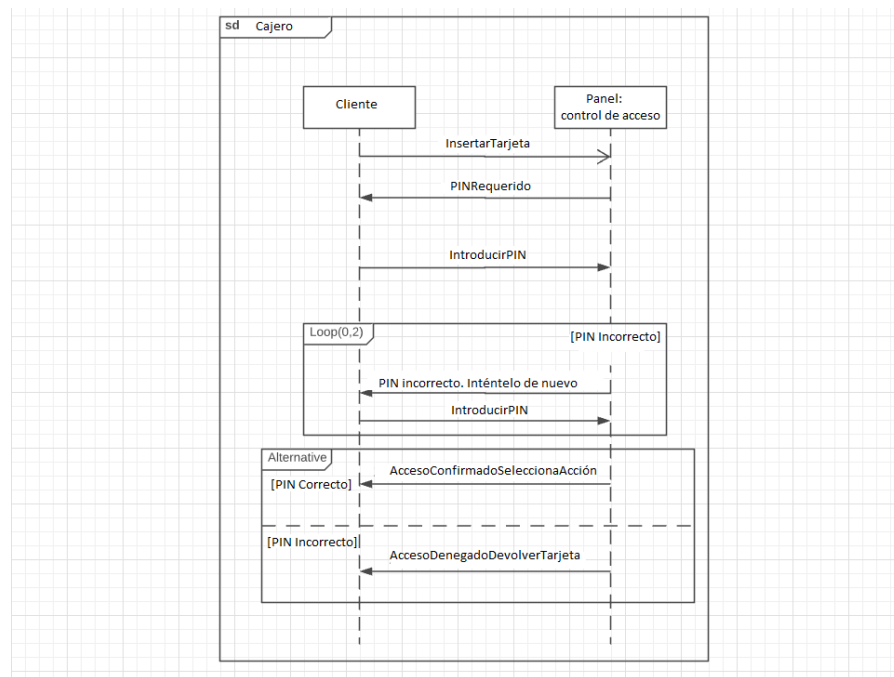 sd Cajero
Cliente
Panel:
control de acceso
InsertarTarjeta
PINRequerido
IntroducirPIN
Loop(0,2)
[PIN Incorrecto]
PIN incorrecto. Inténtelo de nuevo
IntroducirPIN
Alternative
AccesoConfirmadoSeleccionaAcción
[PIN Correcto]
[PIN Incorrecto]
AccesoDenegadoDevolverTarjeta